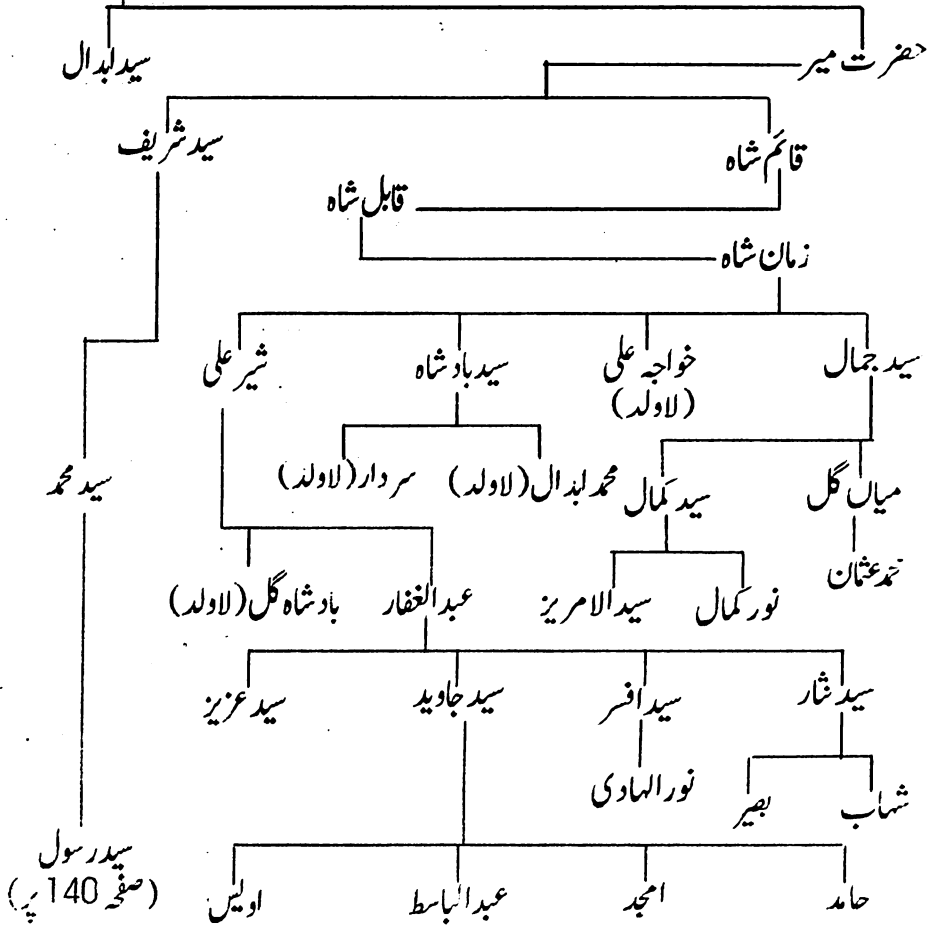 حضرت میر سید ابدال
قائم شاہ سید شریف
قابل شاہ
زمان شاہ
سید جمال خواجہ علی سید بادشاہ شیر علی
(لاولد)
میاں گل سید کمال محمد ابدال (لاولد) سردار (لاولد) سید محمد
محمد عثمان نور کمال سید الامریز عبدالغفار بادشاہ گل (لاولد)
سید نثار سید افسر سید جاوید سید عزیز
شہاب بصیر نور الہادی
سید رسول
حامد امجد عبدالباسط اویس (صفحہ 140 پر)